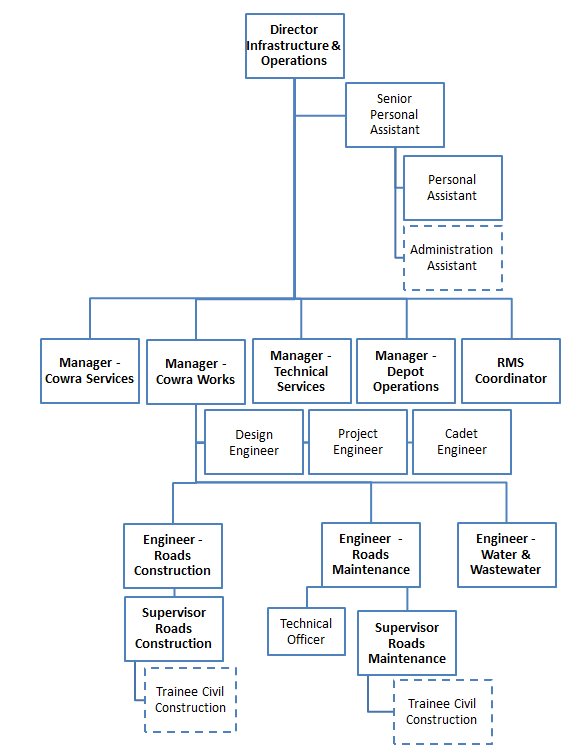 Director
Infrastructure &
Operations
Senior
Personal
Assistant
Personal
Assistant
Administration
Assistant
Manager -
Cowra Services
Manager -
Cowra Works
Manager -
Technical
Services
Manager -
Depot
Operations
RMS
Coordinator
Design
Engineer
Project
Engineer
Cadet
Engineer
Engineer -
Roads
Construction
Engineer -
Roads
Maintenance
Engineer -
Water &
Wastewater
Supervisor
Roads
Construction
Technical
Officer
Supervisor
Roads
Maintenance
Trainee Civil
Construction
Trainee Civil
Construction